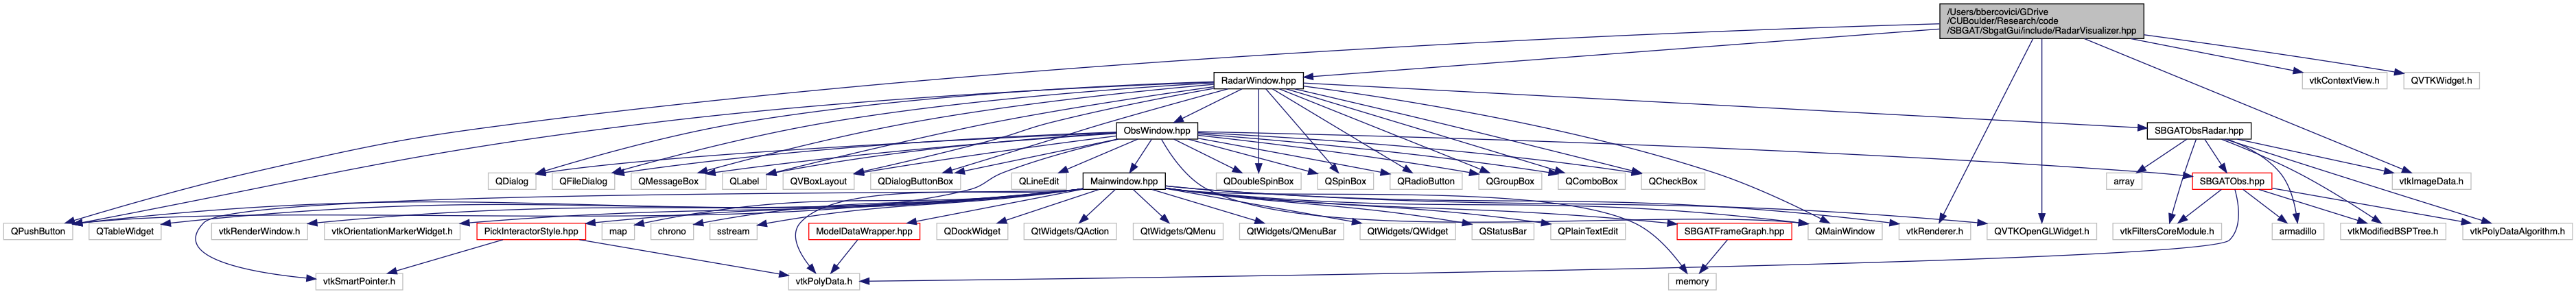 /Users/bbercovici/GDrive
/CUBoulder/Research/code
/SBGAT/SbgatGui/include/RadarVisualizer.hpp
RadarWindow.hpp
vtkContextView.h
QVTKWidget.h
ObsWindow.hpp
SBGATObsRadar.hpp
QDialog
QFileDialog
QMessageBox
QLabel
QVBoxLayout
QDialogButtonBox
QLineEdit
Mainwindow.hpp
QDoubleSpinBox
QSpinBox
QRadioButton
QGroupBox
QComboBox
QCheckBox
array
SBGATObs.hpp
vtkImageData.h
QPushButton
QTableWidget
vtkRenderWindow.h
vtkOrientationMarkerWidget.h
PickInteractorStyle.hpp
map
chrono
sstream
ModelDataWrapper.hpp
QDockWidget
QtWidgets/QAction
QtWidgets/QMenu
QtWidgets/QMenuBar
QtWidgets/QWidget
QStatusBar
QPlainTextEdit
SBGATFrameGraph.hpp
QMainWindow
vtkRenderer.h
QVTKOpenGLWidget.h
vtkFiltersCoreModule.h
armadillo
vtkModifiedBSPTree.h
vtkPolyDataAlgorithm.h
vtkSmartPointer.h
vtkPolyData.h
memory